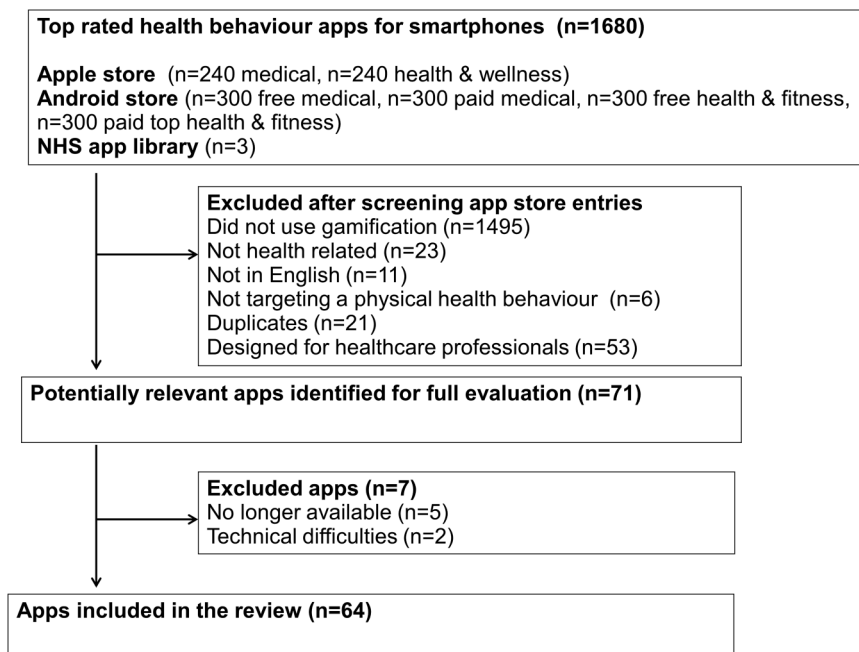 Top rated health behaviour apps for smartphones (n=1680)
Apple store (n=240 medical, n=240 health & wellness)
Android store (n=300 free medical, n=300 paid medical, n=300 free health & fitness,
n=300 paid top health & fitness)
NHS app library (n=3)
Excluded after screening app store entries
Did not use gamification (n=1495)
Not health related (n=23)
Not in English (n=11)
Not targeting a physical health behaviour (n=6)
Duplicates (n=21)
Designed for healthcare professionals (n=53)
Potentially relevant apps identified for full evaluation (n=71)
Excluded apps (n=7)
No longer available (n=5)
Technical difficulties (n=2)
Apps included in the review (n=64)